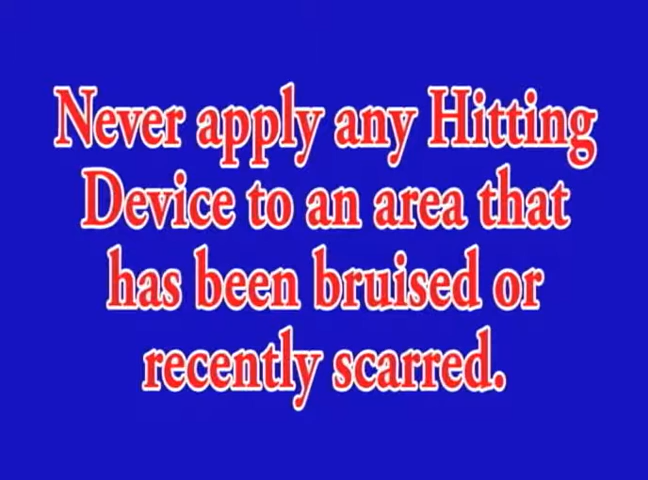 Never apply any Hitting
Device to an area that
has been bruised or
recently scarred.